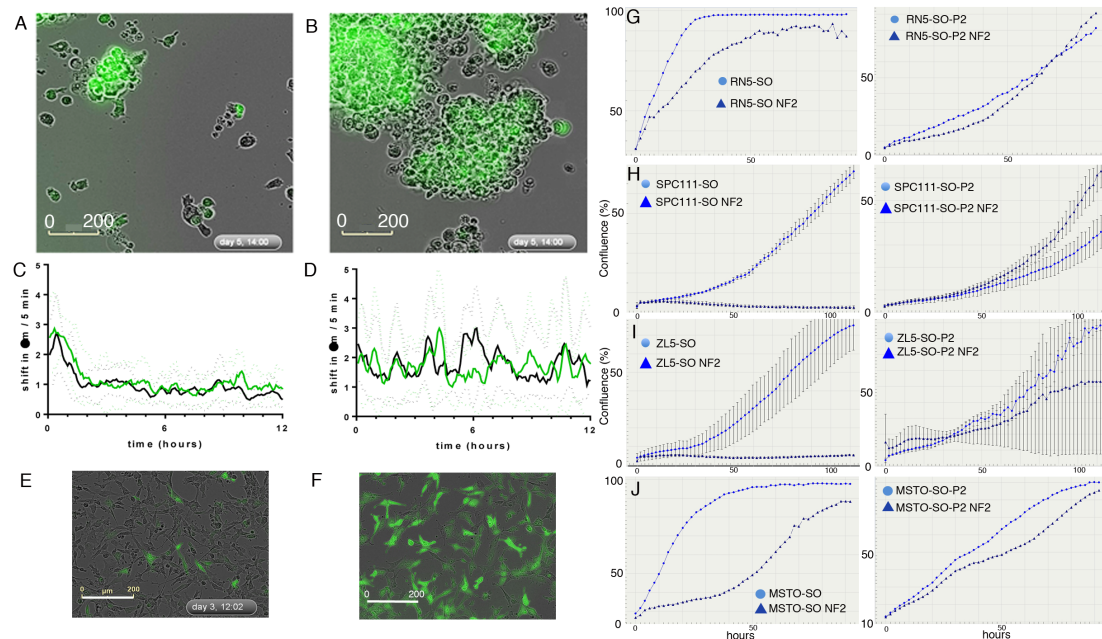 A
200
day 5, 14:00
B
200
day 5, 14:00
C
shift in m / 5 min
5
4
3
2
1
0
0
6
12
time (hours)
D
shift in m / 5 min
5
4
3
2
1
0
0
6
12
time (hours)
E
µm
200
day 3, 12:02
F
200
G
100
50
0
50
hours
RN5-SO
RN5-SO NF2
100
50
50
RN5-SO-P2
RN5-SO-P2 NF2
H
Confluence (%)
50
0
0
50
100
SPC111-SO
SPC111-SO NF2
50
0
0
50
100
SPC111-SO-P2
SPC111-SO-P2 NF2
I
Confluence (%)
50
0
0
50
100
ZL5-SO
ZL5-SO NF2
50
0
0
50
100
ZL5-SO-P2
ZL5-SO-P2 NF2
J
100
50
0
0
50
hours
MSTO-SO
MSTO-SO NF2
100
50
10
0
50
hours
MSTO-SO-P2
MSTO-SO-P2 NF2